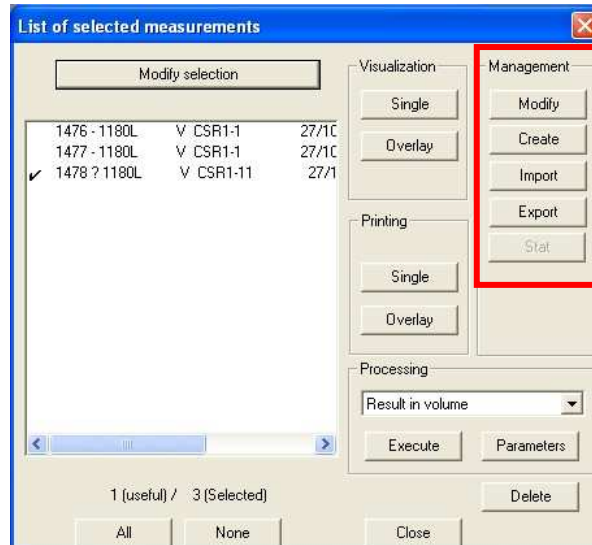 List of selected measurements
Modify selection
1476 - 1180L V CSR1-1 27/10
1477 - 1180L V CSR1-1 27/10
✔ 1478 ? 1180L V CSR1-11 27/1
1 (useful) / 3 (Selected)
All None
Visualization
Single
Overlay
Printing
Single
Overlay
Management
Modify
Create
Import
Export
Stat
Processing
Result in volume
Execute Parameters
Delete
Close